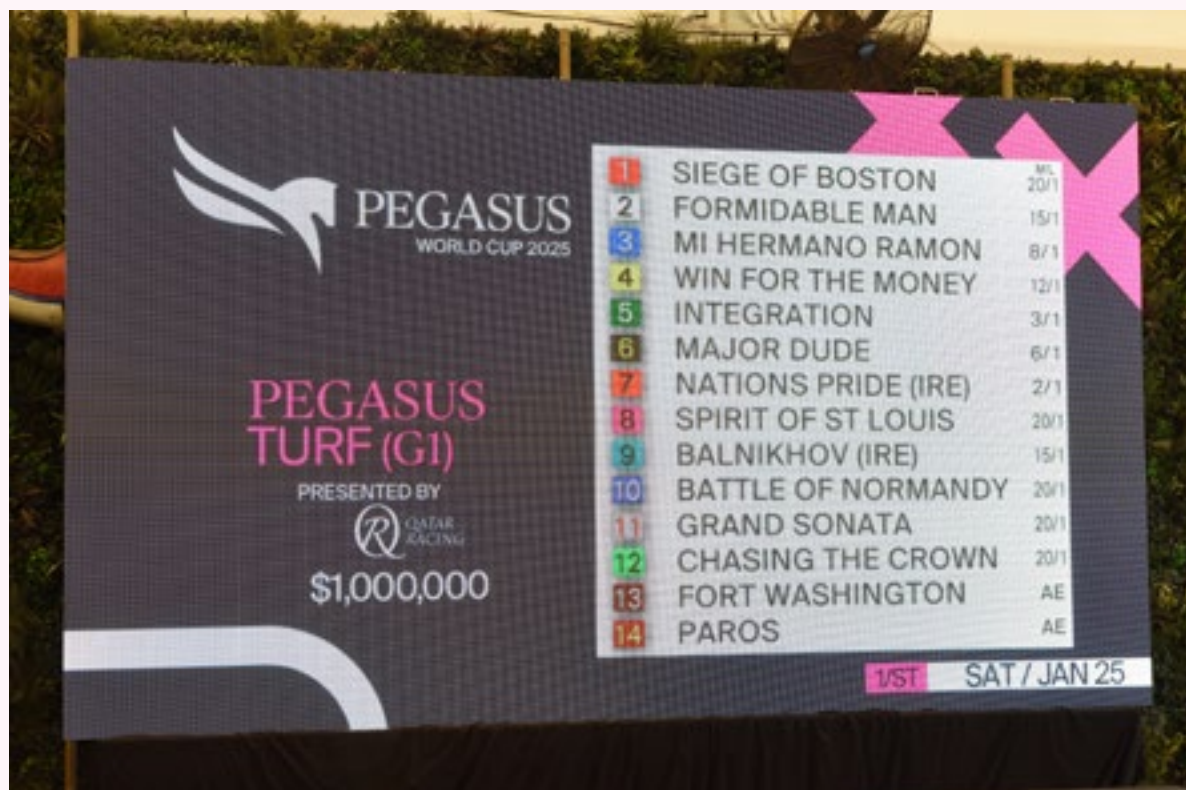 PEGASUS
WORLD CUP 2025
PEGASUS
TURF (G1)
PRESENTED BY
QATAR
RACING
$1,000,000
M/L
1 SIEGE OF BOSTON 20/1
2 FORMIDABLE MAN 15/1
3 MI HERMANO RAMON 8/1
4 WIN FOR THE MONEY 12/1
5 INTEGRATION 3/1
6 MAJOR DUDE 6/1
7 NATIONS PRIDE (IRE) 2/1
8 SPIRIT OF ST LOUIS 20/1
9 BALNIKHOV (IRE) 15/1
10 BATTLE OF NORMANDY 20/1
11 GRAND SONATA 20/1
12 CHASING THE CROWN 20/1
13 FORT WASHINGTON AE
14 PAROS AE
1/ST SAT / JAN 25